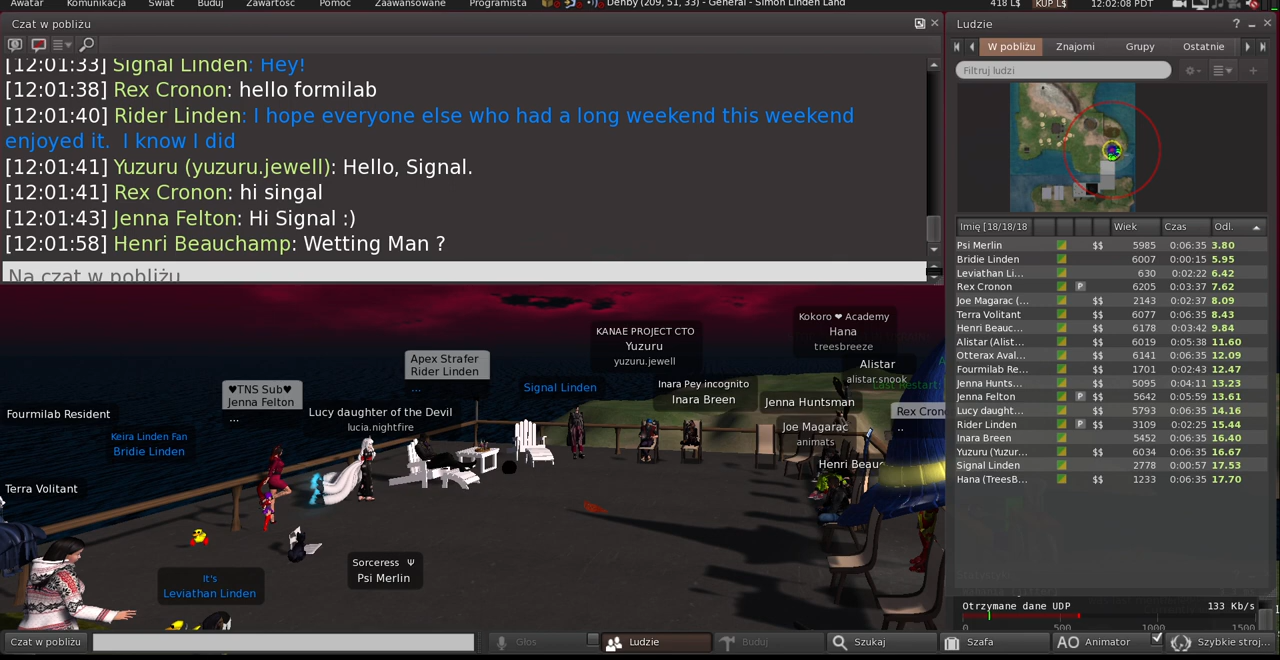 Awatar Komunikacja Świat Buduj Zawartość Pomoc Zaawansowane Programista Denby (209, 51, 33) - General - Simon Linden Land 418 L$ KUP L$ 12:02:08 PDT
Czat w pobliżu
[12:01:33] Signal Linden: Hey!
[12:01:38] Rex Cronon: hello formilab
[12:01:40] Rider Linden: I hope everyone else who had a long weekend this weekend
enjoyed it. I know I did
[12:01:41] Yuzuru (yuzuru.jewell): Hello, Signal.
[12:01:41] Rex Cronon: hi singal
[12:01:43] Jenna Felton: Hi Signal :)
[12:01:58] Henri Beauchamp: Wetting Man ?
Na czat w pobliżu
Ludzie
W pobliżu Znajomi Grupy Ostatnie
Filtruj ludzi
Imię [18/18/18 Wiek Czas Odl.
Psi Merlin $$ 5985 0:06:35 3.80
Bridie Linden 6007 0:00:15 5.95
Leviathan Li... 630 0:02:22 6.42
Rex Cronon P 6205 0:03:37 7.62
Joe Magarac (... $$ 2143 0:02:37 8.09
Terra Volitant $$ 6077 0:06:35 8.43
Henri Beauc... $$ 6178 0:03:42 9.84
Alistar (Alist... $$ 6019 0:05:38 11.60
Otterax Aval... $$ 6141 0:06:35 12.09
Fourmilab Re... $$ 1701 0:02:43 12.47
Jenna Hunts... $$ 5095 0:04:11 13.23
Jenna Felton P $$ 5642 0:05:59 13.61
Lucy daught... $$ 5793 0:06:35 14.16
Rider Linden P $$ 3109 0:02:25 15.44
Inara Breen 5452 0:06:35 16.40
Yuzuru (Yuzur... $$ 6034 0:06:35 16.67
Signal Linden 2778 0:00:57 17.53
Hana (TreesB... $$ 1233 0:06:35 17.70
Otrzymane dane UDP 133 Kb/s
0 500 1000 1500
Kokoro ❤ Academy
Hana
treesbreeze
KANAE PROJECT CTO
Yuzuru
yuzuru.jewell
Apex Strafer
Rider Linden
...
Alistar
alistar.snook
Last Restart:
Signal Linden
Inara Pey incognito
Inara Breen
♥TNS Sub♥
Jenna Felton
...
Jenna Huntsman
Rex Cron
..
Fourmilab Resident
Lucy daughter of the Devil
lucia.nightfire
Joe Magarac
animats
Keira Linden Fan
Bridie Linden
Henri Beauc
Terra Volitant
Sorceress Ψ
Psi Merlin
It's
Leviathan Linden
Czat w pobliżu Głos Ludzie Buduj Szukaj Szafa AO Animator Szybkie stroj...